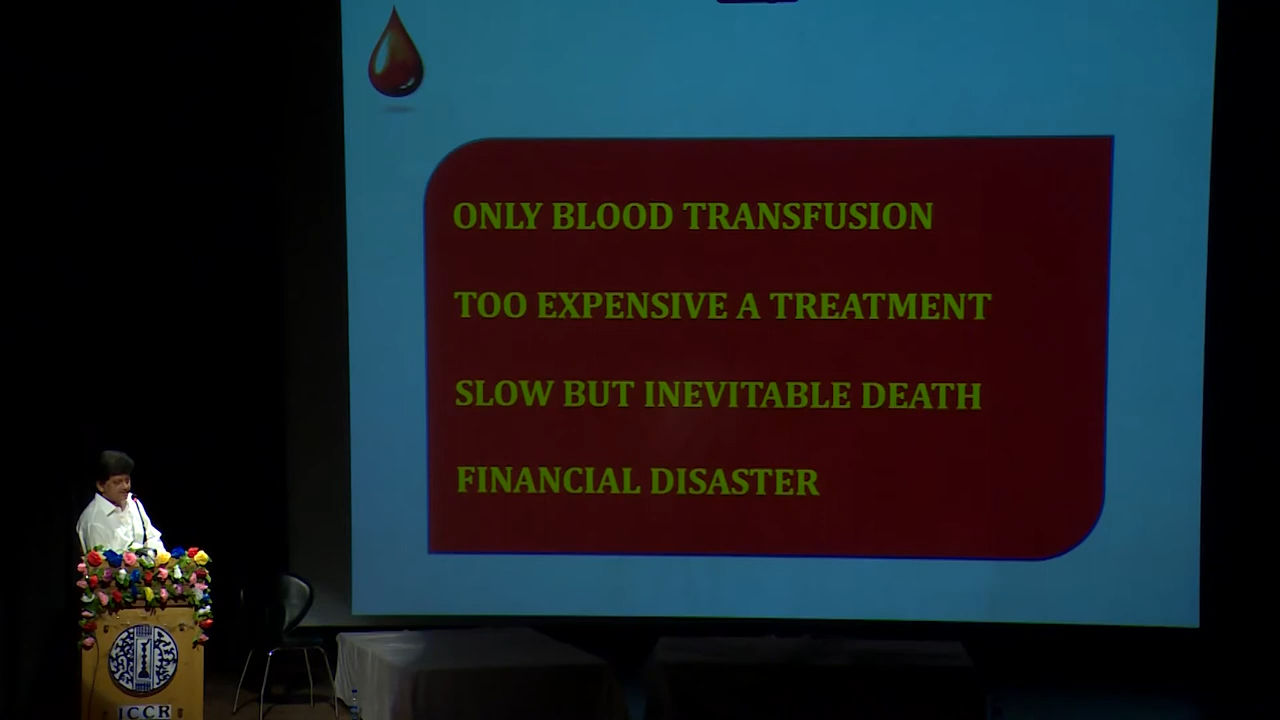 ONLY BLOOD TRANSFUSION
TOO EXPENSIVE A TREATMENT
SLOW BUT INEVITABLE DEATH
FINANCIAL DISASTER
ICCR